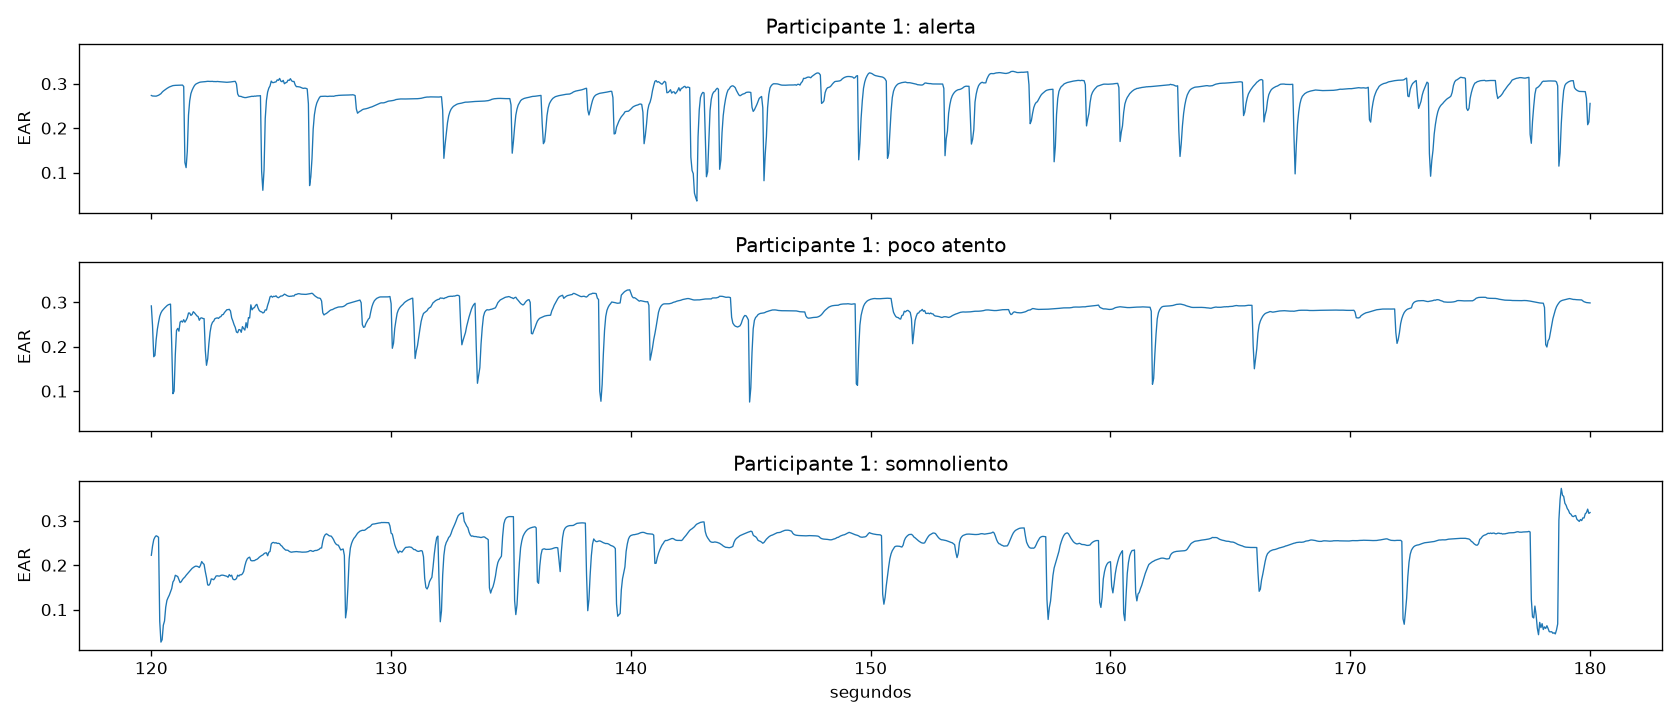 Participante 1: alerta
0.3
0.2
0.1
EAR
Participante 1: poco atento
0.3
0.2
0.1
EAR
Participante 1: somnoliento
0.3
0.2
0.1
EAR
120 130 140 150 160 170 180
segundos